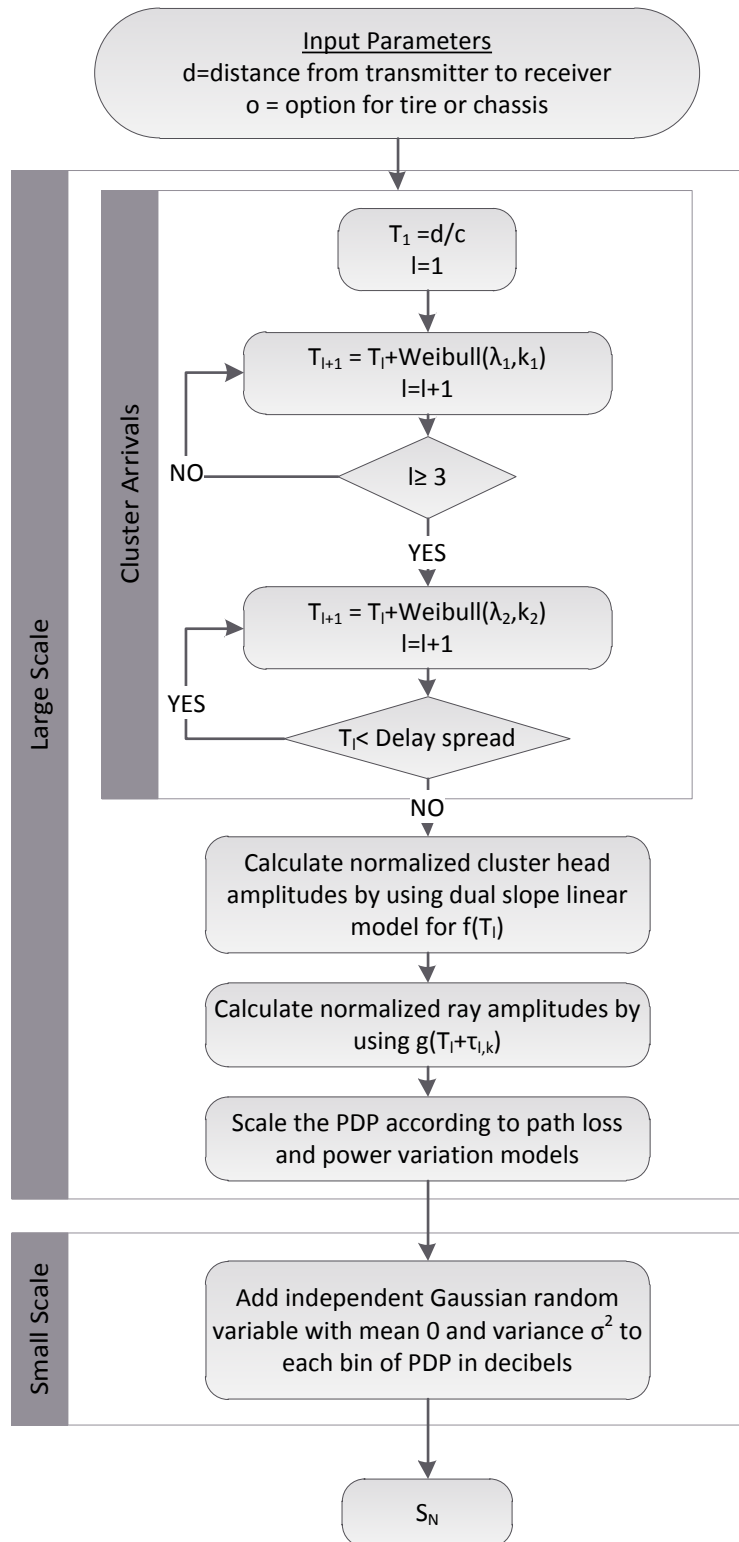 Input Parameters
d=distance from transmitter to receiver
o = option for tire or chassis
Large Scale
Cluster Arrivals
T₁ =d/c
l=1
Tₗ₊₁ = Tₗ+Weibull(λ₁,k₁)
l=l+1
NO
l≥ 3
YES
Tₗ₊₁ = Tₗ+Weibull(λ₂,k₂)
l=l+1
YES
Tₗ< Delay spread
NO
Calculate normalized cluster head
amplitudes by using dual slope linear
model for f(Tₗ)
Calculate normalized ray amplitudes by
using g(Tₗ+τₗ,ₖ)
Scale the PDP according to path loss
and power variation models
Small Scale
Add independent Gaussian random
variable with mean 0 and variance σ² to
each bin of PDP in decibels
S_N